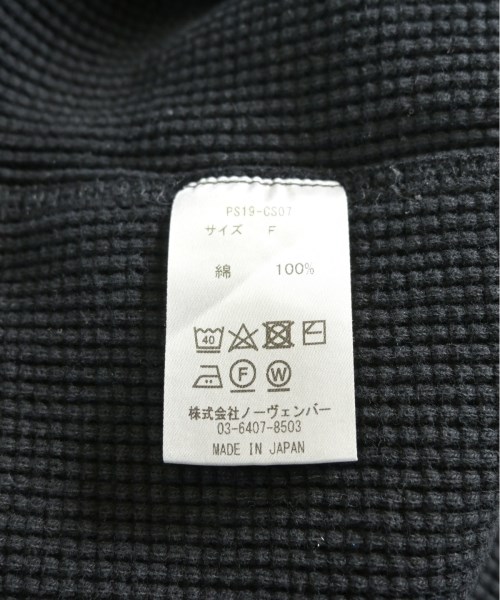 PS19-CS07
サイズ F
綿 100%
40
F W
株式会社ノーヴェンバー
03-6407-8503
MADE IN JAPAN